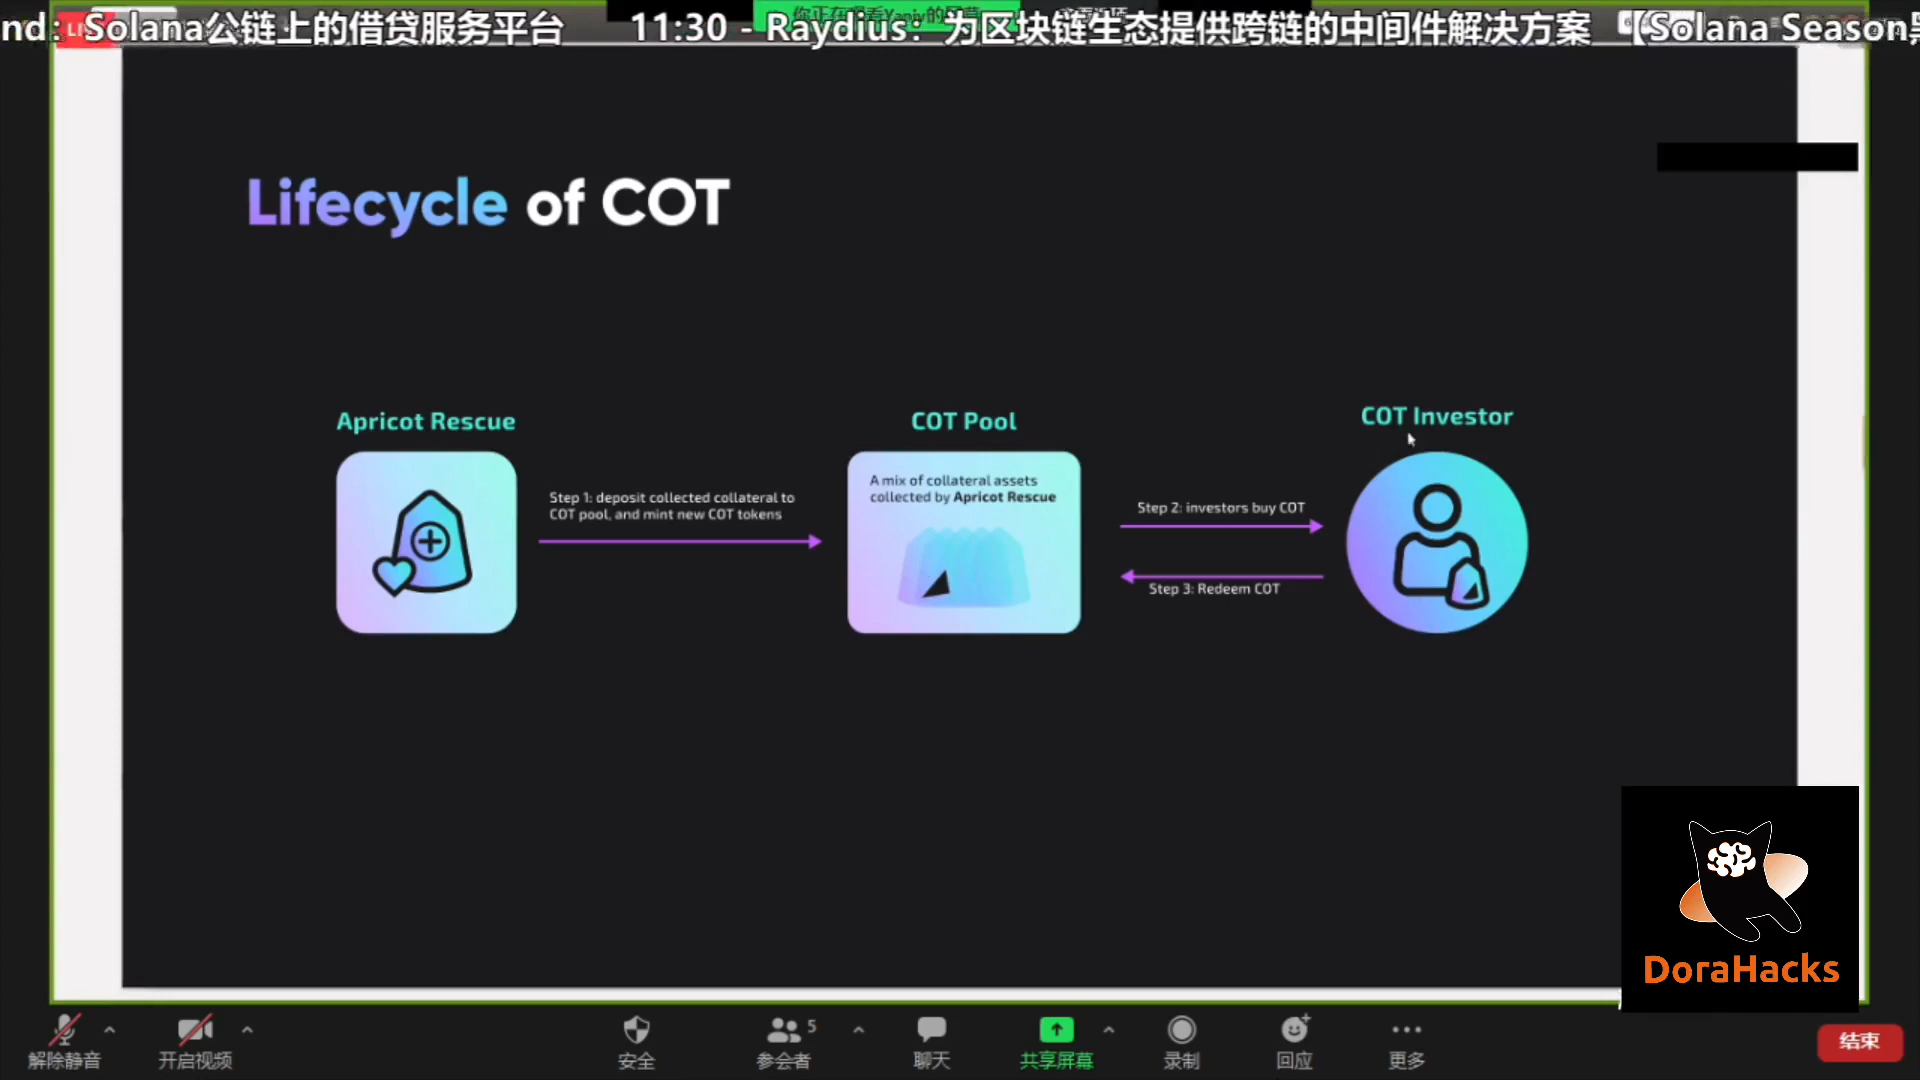 nd：Solana公链上的借贷服务平台 11:30 - Raydius：为区块链生态提供跨链的中间件解决方案 【Solana Season
Lifecycle of COT
Apricot Rescue
COT Pool
COT Investor
A mix of collateral assets
collected by Apricot Rescue
Step 1: deposit collected collateral to
COT pool, and mint new COT tokens
Step 2: investors buy COT
Step 3: Redeem COT
DoraHacks
解除静音
开启视频
安全
5
参会者
聊天
共享屏幕
录制
回应
更多
结束